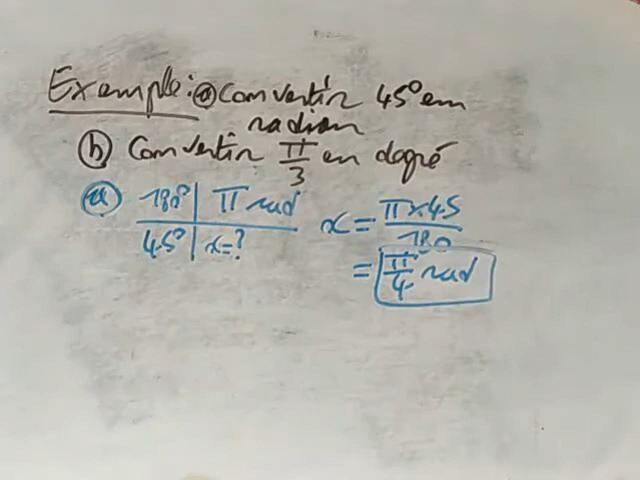 Exemple: ⓐ Convertir 45° en
radian
ⓑ Convertir π/3 en degré
ⓐ 180° | π rad
45° | x=?
x = π×45/180
= π/4 rad